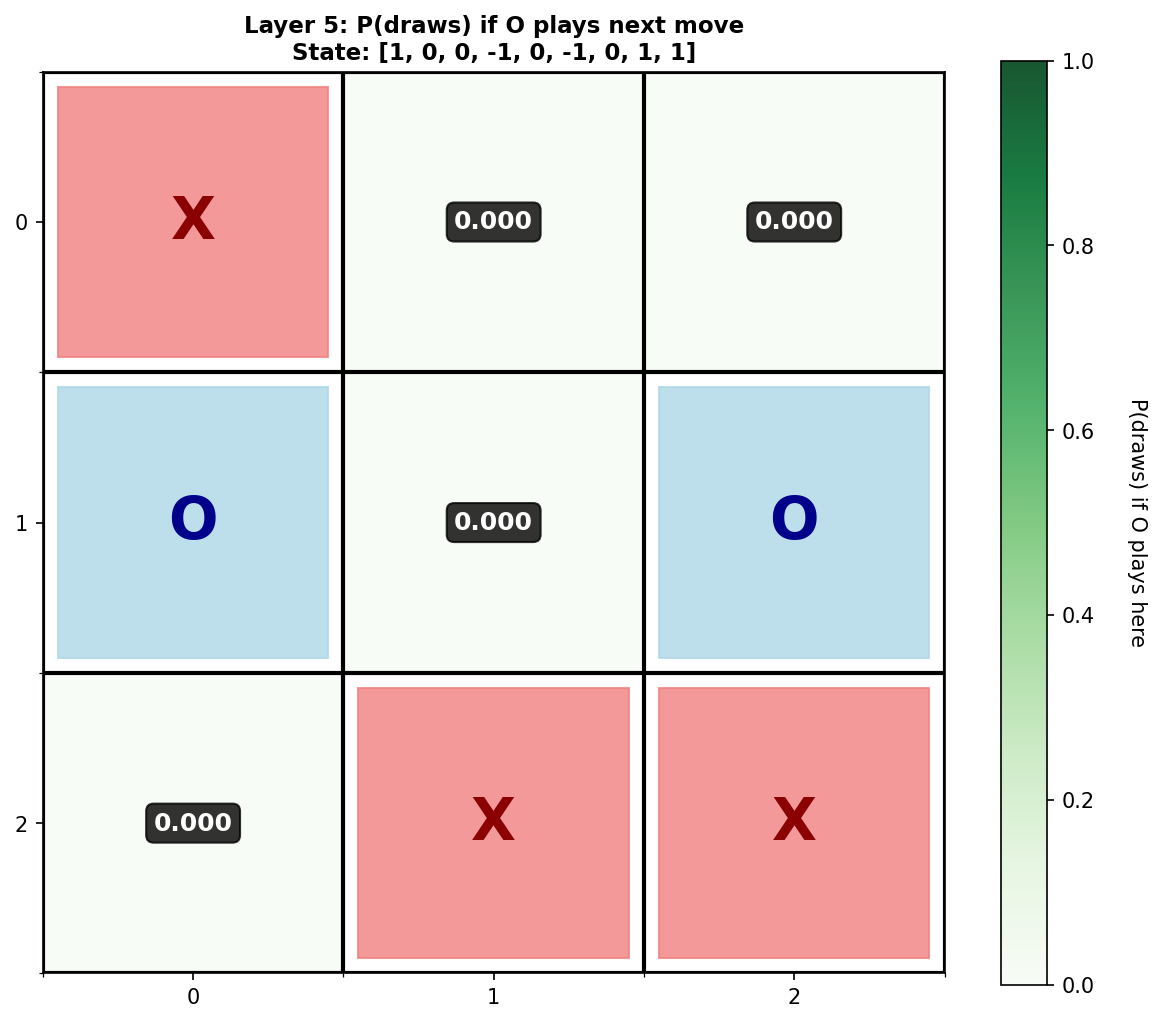 Layer 5: P(draws) if O plays next move
State: [1, 0, 0, -1, 0, -1, 0, 1, 1]
0
X
0.000
0.000
1
O
0.000
O
2
0.000
X
X
0
1
2
1.0
0.8
0.6
0.4
0.2
0.0
P(draws) if O plays here